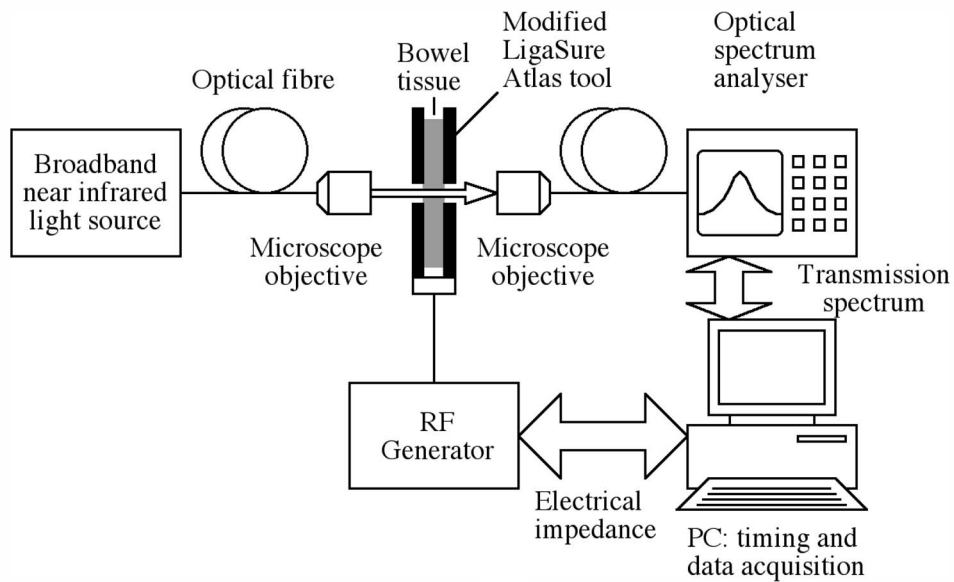 Modified
LigaSure
Atlas tool
Optical
spectrum
analyser
Bowel
tissue
Optical fibre
Broadband
near infrared
light source
Microscope
objective
Microscope
objective
Transmission
spectrum
RF
Generator
Electrical
impedance
PC: timing and
data acquisition